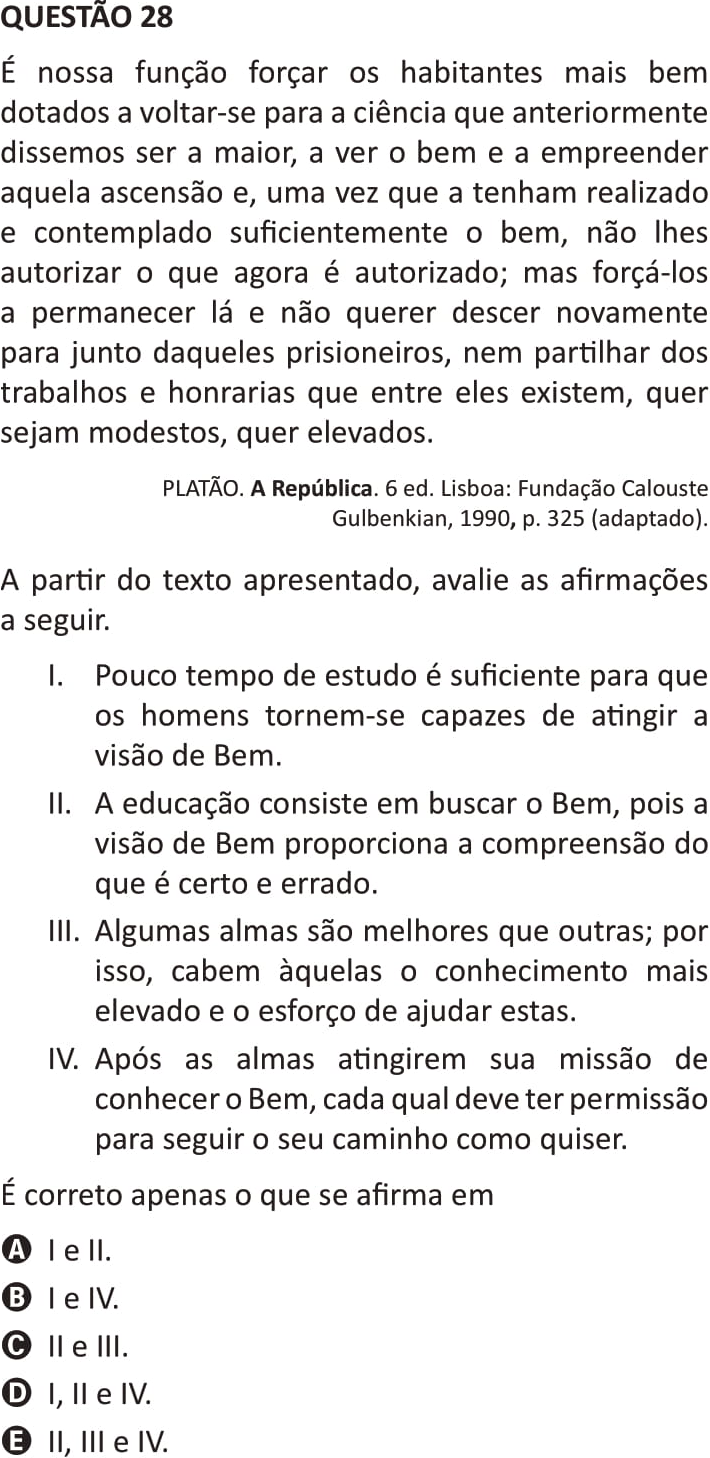 QUESTÃO 28
É nossa função forçar os habitantes mais bem
dotados a voltar-se para a ciência que anteriormente
dissemos ser a maior, a ver o bem e a empreender
aquela ascensão e, uma vez que a tenham realizado
e contemplado suficientemente o bem, não lhes
autorizar o que agora é autorizado; mas forçá-los
a permanecer lá e não querer descer novamente
para junto daqueles prisioneiros, nem partilhar dos
trabalhos e honrarias que entre eles existem, quer
sejam modestos, quer elevados.
PLATÃO. A República. 6 ed. Lisboa: Fundação Calouste
Gulbenkian, 1990, p. 325 (adaptado).
A partir do texto apresentado, avalie as afirmações
a seguir.
I. Pouco tempo de estudo é suficiente para que
os homens tornem-se capazes de atingir a
visão de Bem.
II. A educação consiste em buscar o Bem, pois a
visão de Bem proporciona a compreensão do
que é certo e errado.
III. Algumas almas são melhores que outras; por
isso, cabem àquelas o conhecimento mais
elevado e o esforço de ajudar estas.
IV. Após as almas atingirem sua missão de
conhecer o Bem, cada qual deve ter permissão
para seguir o seu caminho como quiser.
É correto apenas o que se afirma em
A I e II.
B I e IV.
C II e III.
D I, II e IV.
E II, III e IV.